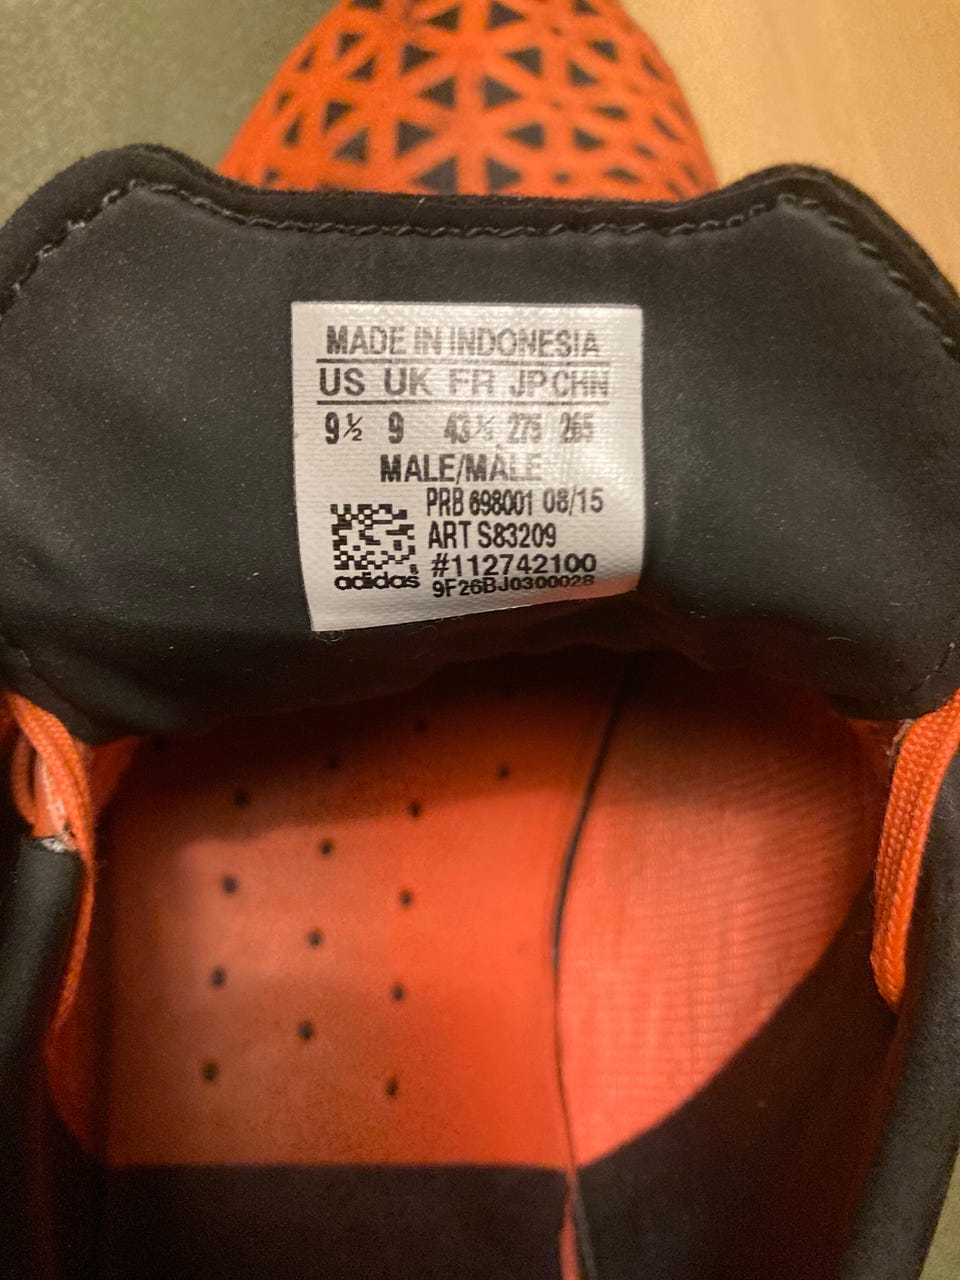 MADE IN INDONESIA
US UK FR JP CHN
9½ 9 43⅓ 275 265
MALE/MÂLE
PRB 698001 08/15
ART S83209
#112742100
adidas 9F26BJ0300028